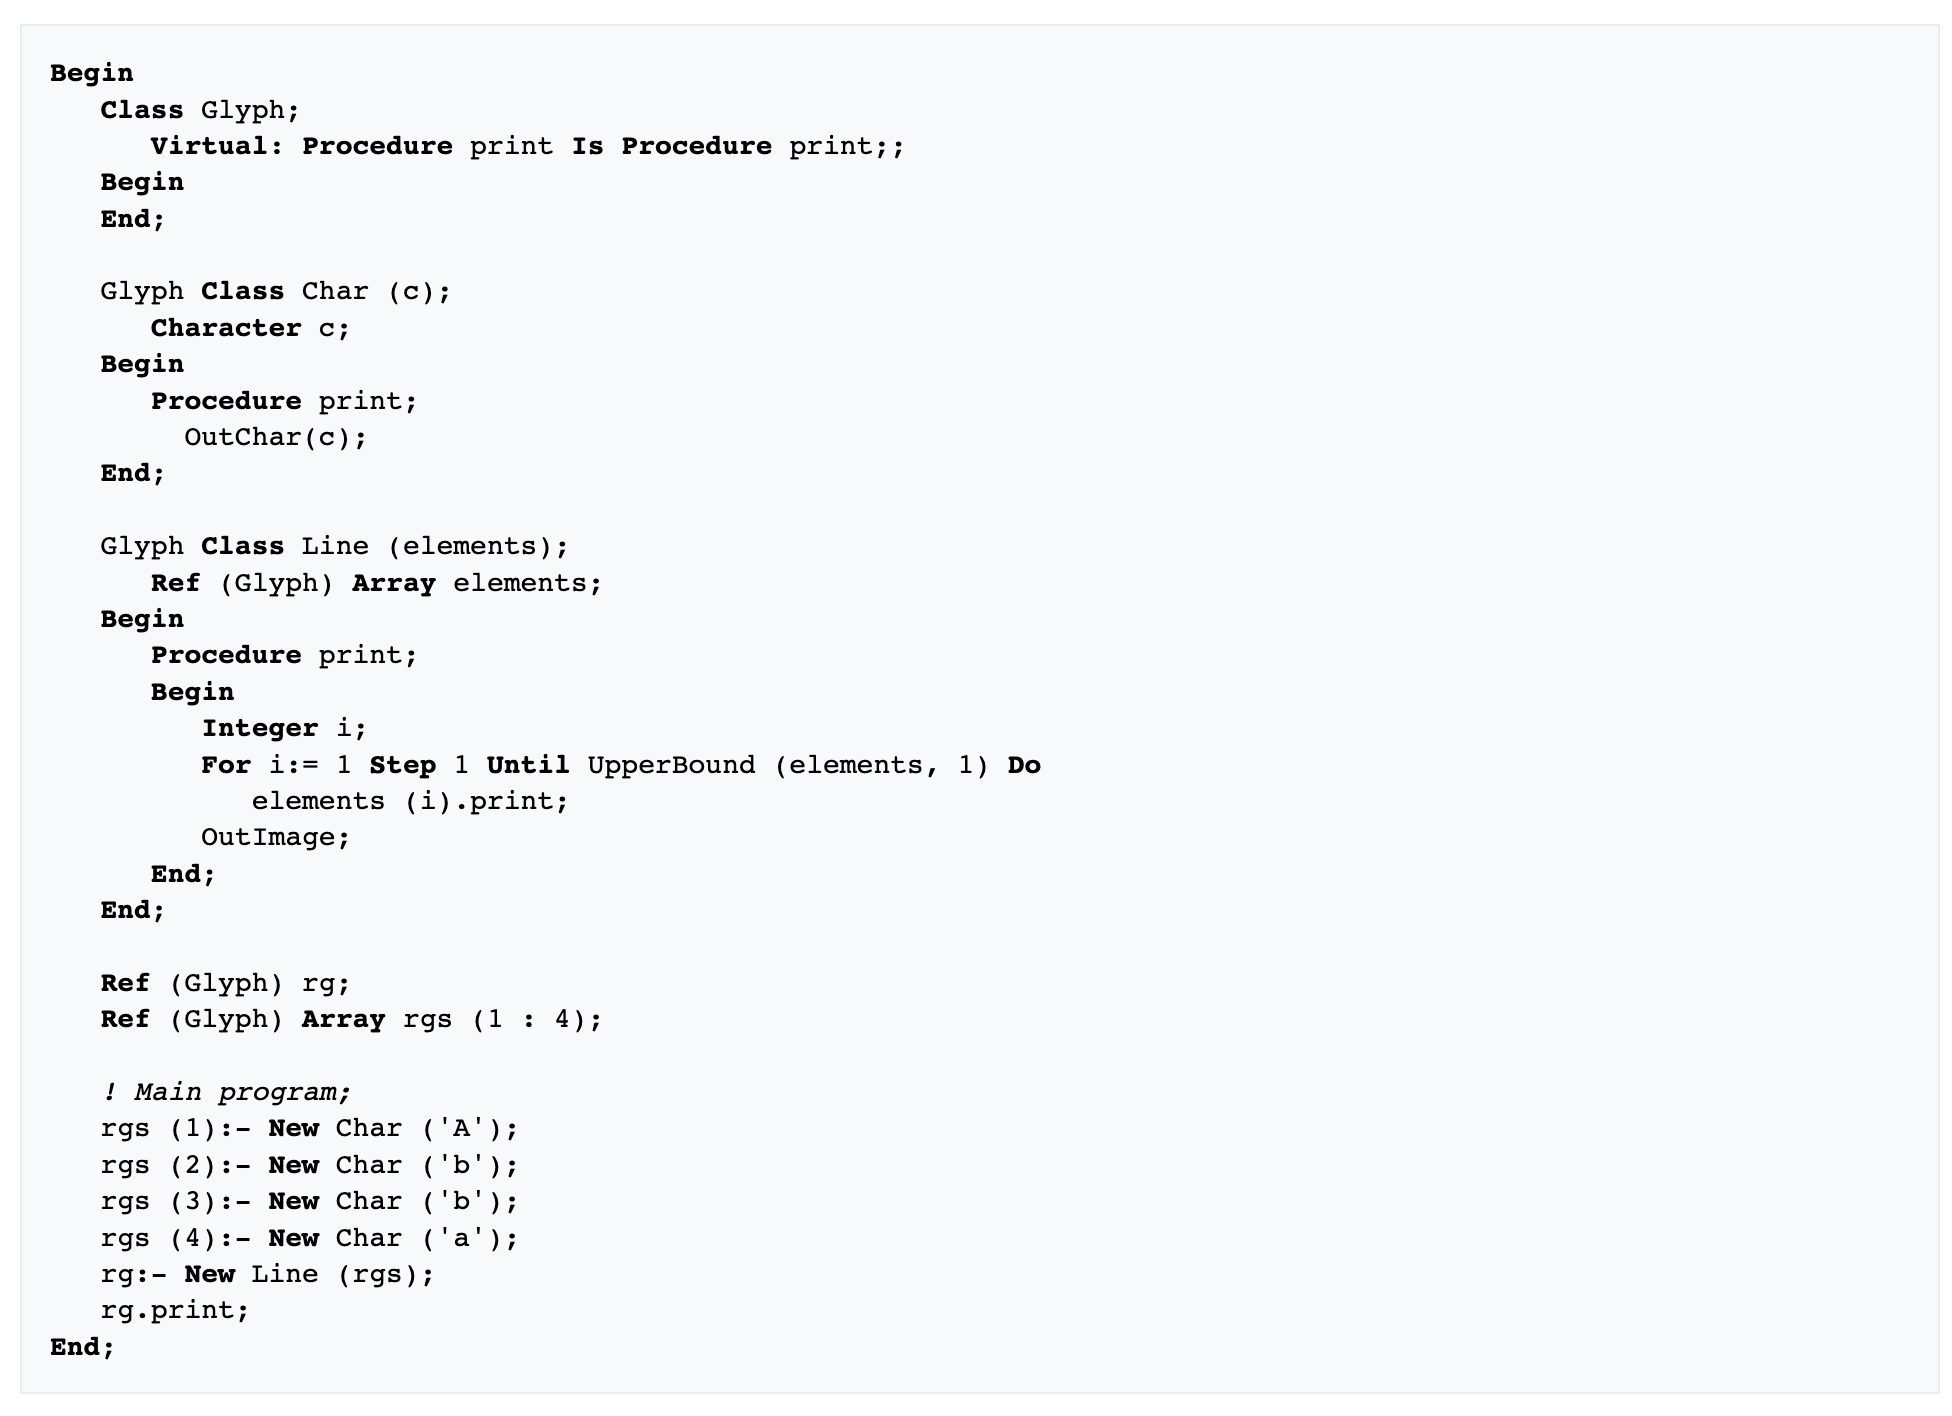 Begin
   Class Glyph;
      Virtual: Procedure print Is Procedure print;;
   Begin
   End;

   Glyph Class Char (c);
      Character c;
   Begin
      Procedure print;
        OutChar(c);
   End;

   Glyph Class Line (elements);
      Ref (Glyph) Array elements;
   Begin
      Procedure print;
      Begin
         Integer i;
         For i:= 1 Step 1 Until UpperBound (elements, 1) Do
            elements (i).print;
         OutImage;
      End;
   End;

   Ref (Glyph) rg;
   Ref (Glyph) Array rgs (1 : 4);

   ! Main program;
   rgs (1):- New Char ('A');
   rgs (2):- New Char ('b');
   rgs (3):- New Char ('b');
   rgs (4):- New Char ('a');
   rg:- New Line (rgs);
   rg.print;
End;